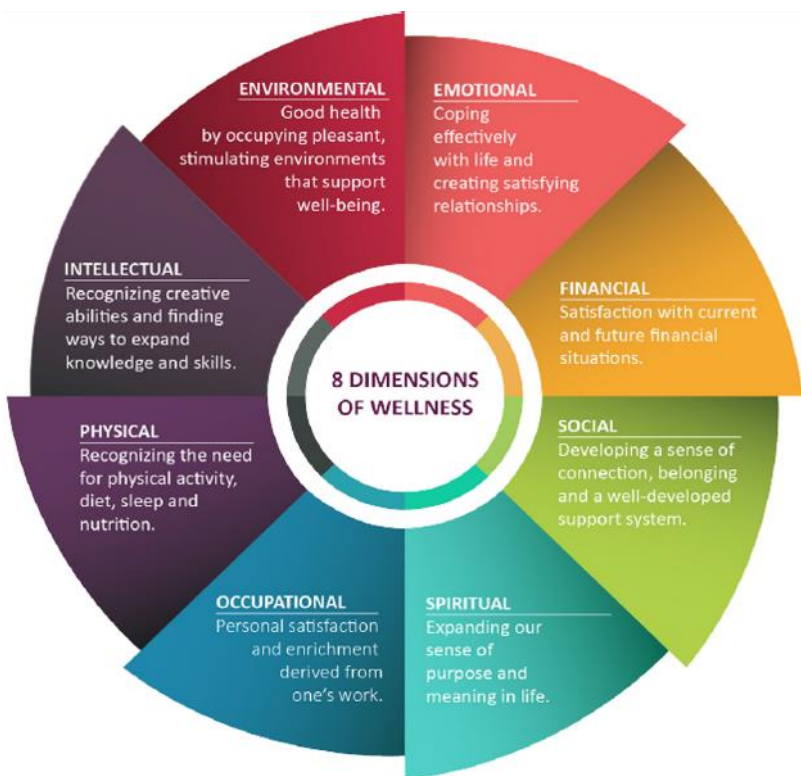 ENVIRONMENTAL
Good health
by occupying pleasant,
stimulating environments
that support
well-being.
EMOTIONAL
Coping
effectively
with life and
creating satisfying
relationships.
INTELLECTUAL
Recognizing creative
abilities and finding
ways to expand
knowledge and skills.
FINANCIAL
Satisfaction with current
and future financial
situations.
8 DIMENSIONS
OF WELLNESS
PHYSICAL
Recognizing the need
for physical activity,
diet, sleep and
nutrition.
SOCIAL
Developing a sense of
connection, belonging
and a well-developed
support system.
OCCUPATIONAL
Personal satisfaction
and enrichment
derived from
one's work.
SPIRITUAL
Expanding our
sense of
purpose and
meaning in life.